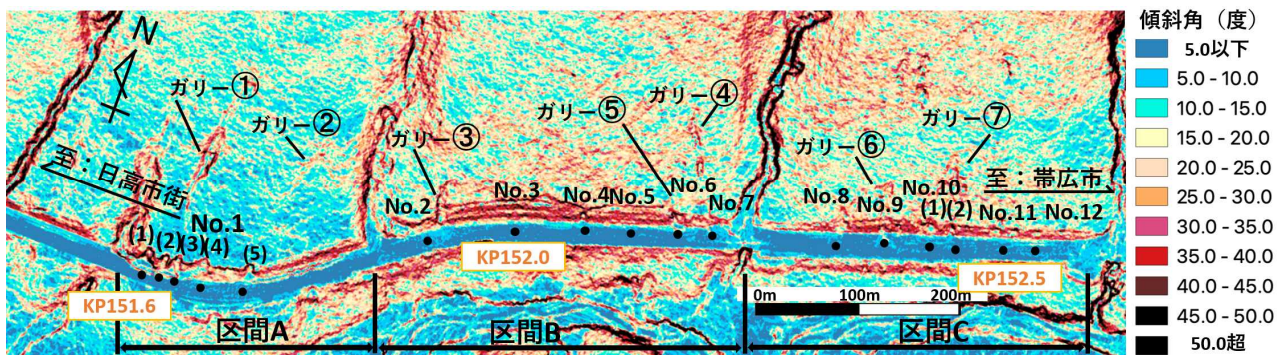 N
ガリー①
ガリー②
ガリー③
ガリー⑤
ガリー④
ガリー⑥
ガリー⑦
至：日高市街
至：帯広市
No.1
(1)
(2)
(3)
(4)
(5)
No.2
No.3
No.4
No.5
No.6
No.7
No.8
No.9
No.10
(1)
(2)
No.11
No.12
KP151.6
KP152.0
KP152.5
0m 100m 200m
区間A
区間B
区間C
傾斜角（度）
5.0以下
5.0 - 10.0
10.0 - 15.0
15.0 - 20.0
20.0 - 25.0
25.0 - 30.0
30.0 - 35.0
35.0 - 40.0
40.0 - 45.0
45.0 - 50.0
50.0超